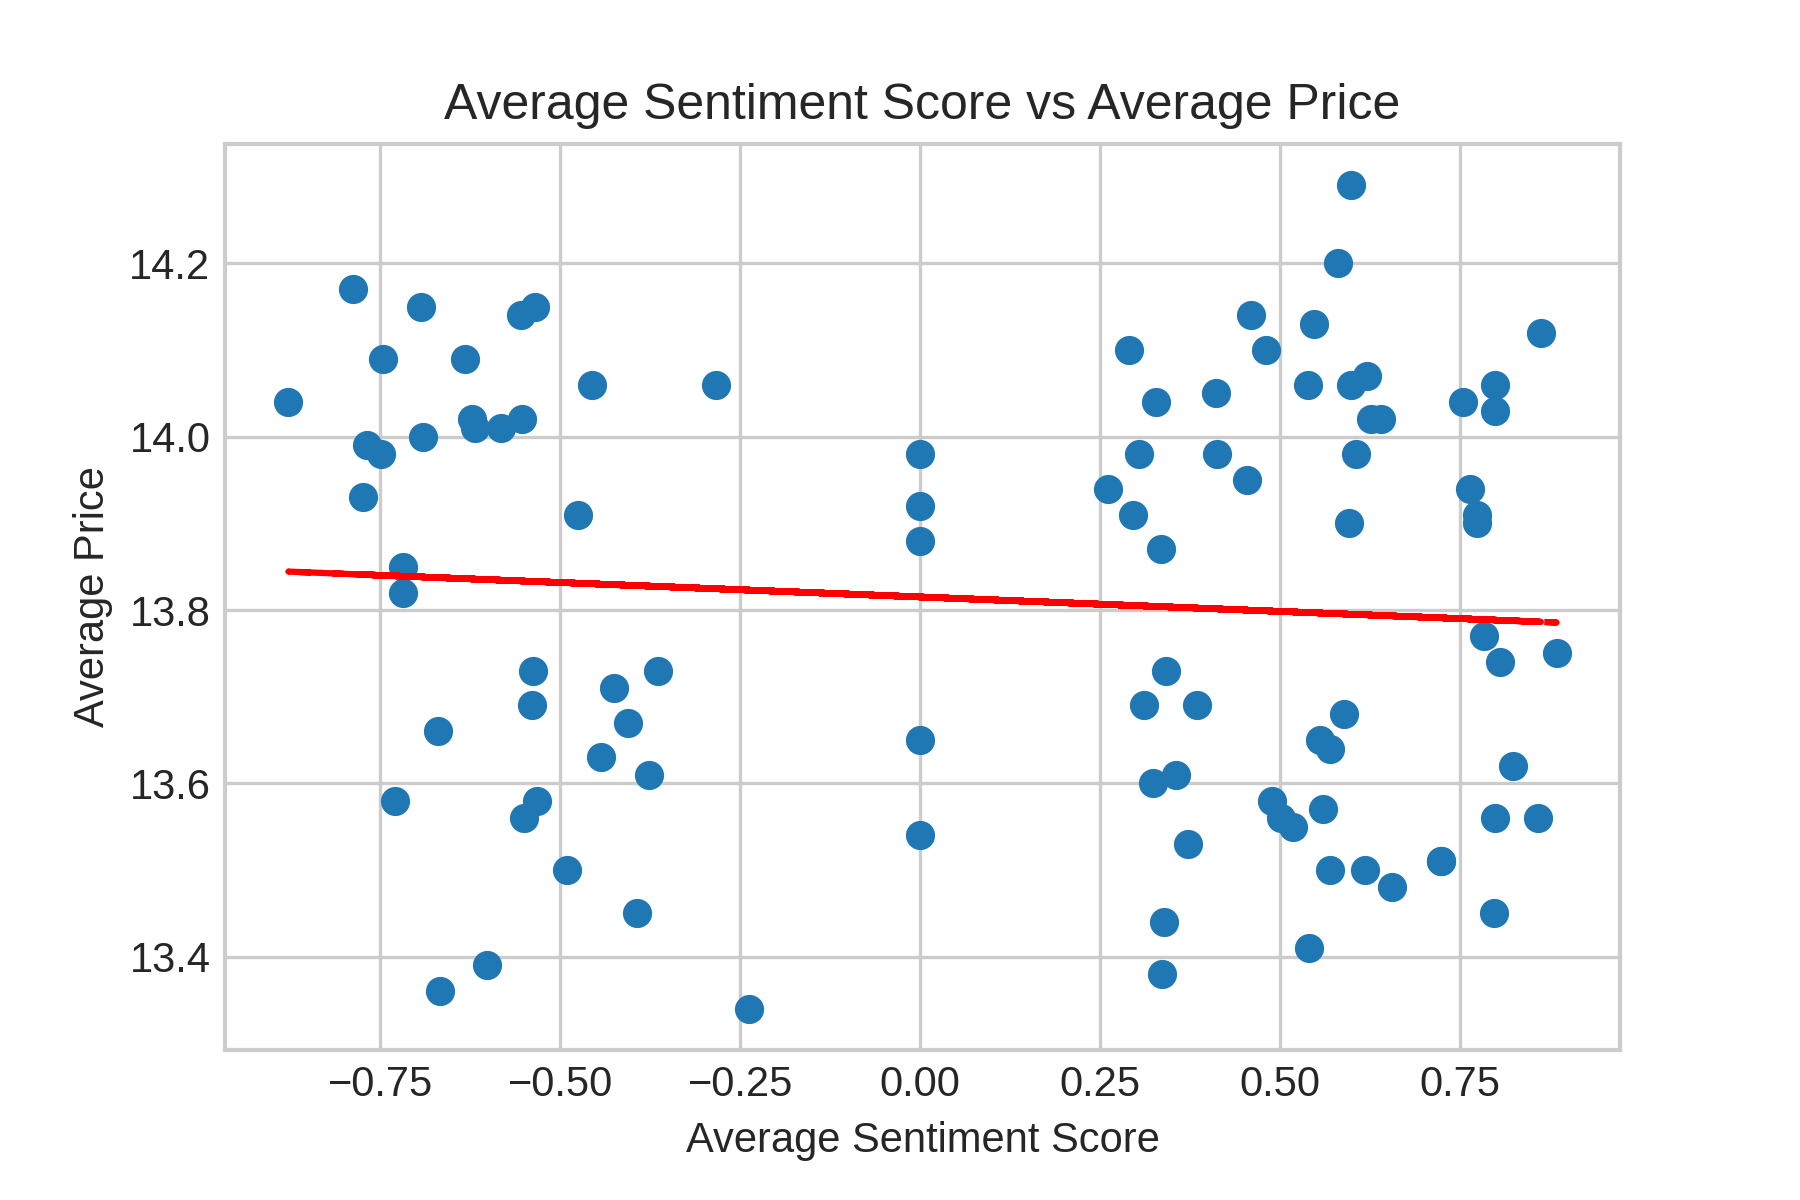 Average Sentiment Score vs Average Price
14.2
14.0
13.8
13.6
13.4
Average Price
−0.75 −0.50 −0.25 0.00 0.25 0.50 0.75
Average Sentiment Score